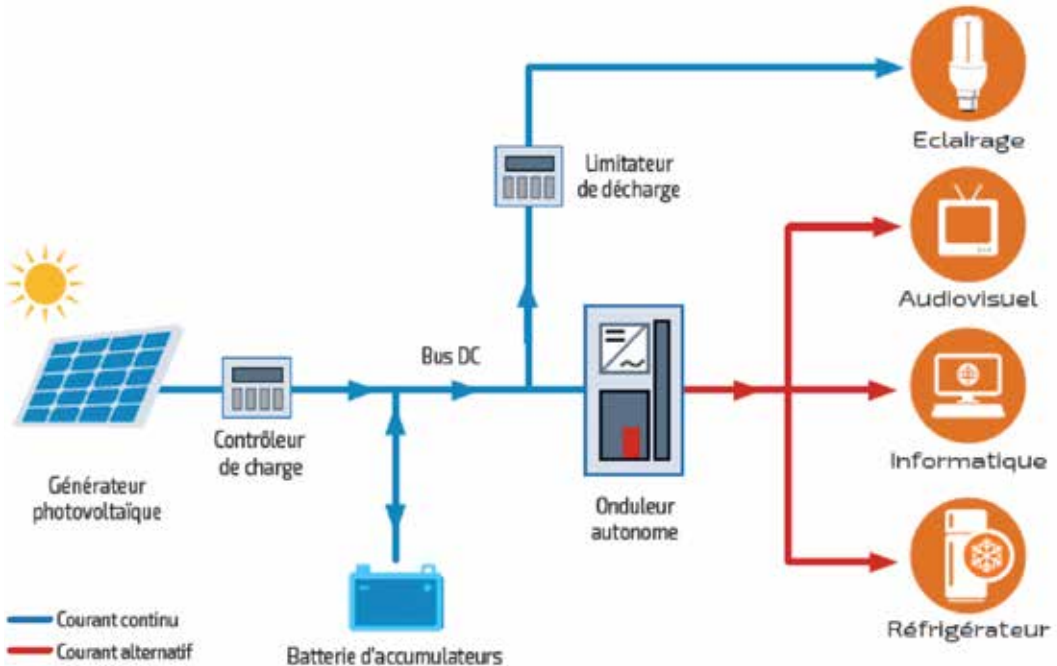 Eclairage
Limitateur
de décharge
Audiovisuel
Bus DC
Contrôleur
de charge
Informatique
Générateur
photovoltaïque
Onduleur
autonome
Courant continu
Courant alternatif
Batterie d'accumulateurs
Réfrigérateur